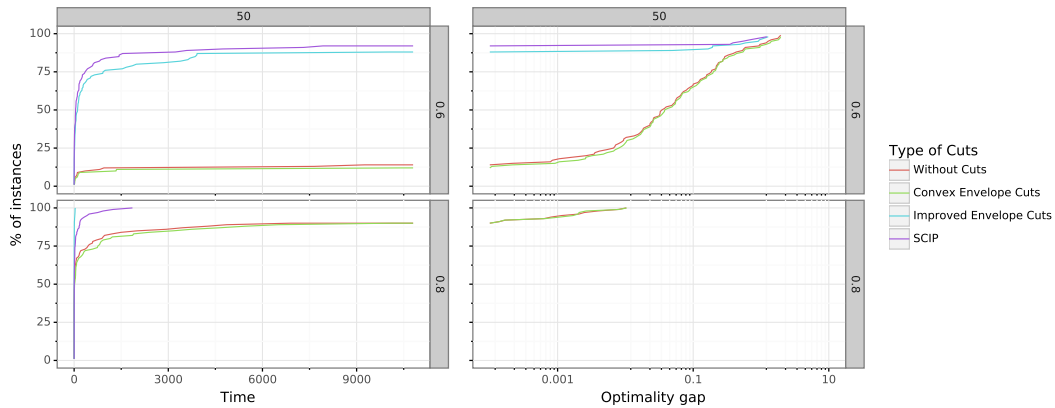 50
50
100
75
50
25
0
0.6
0.6
100
75
50
25
0
0.8
0.8
% of instances
0
3000
6000
9000
0.001
0.1
10
Time
Optimality gap
Type of Cuts
Without Cuts
Convex Envelope Cuts
Improved Envelope Cuts
SCIP